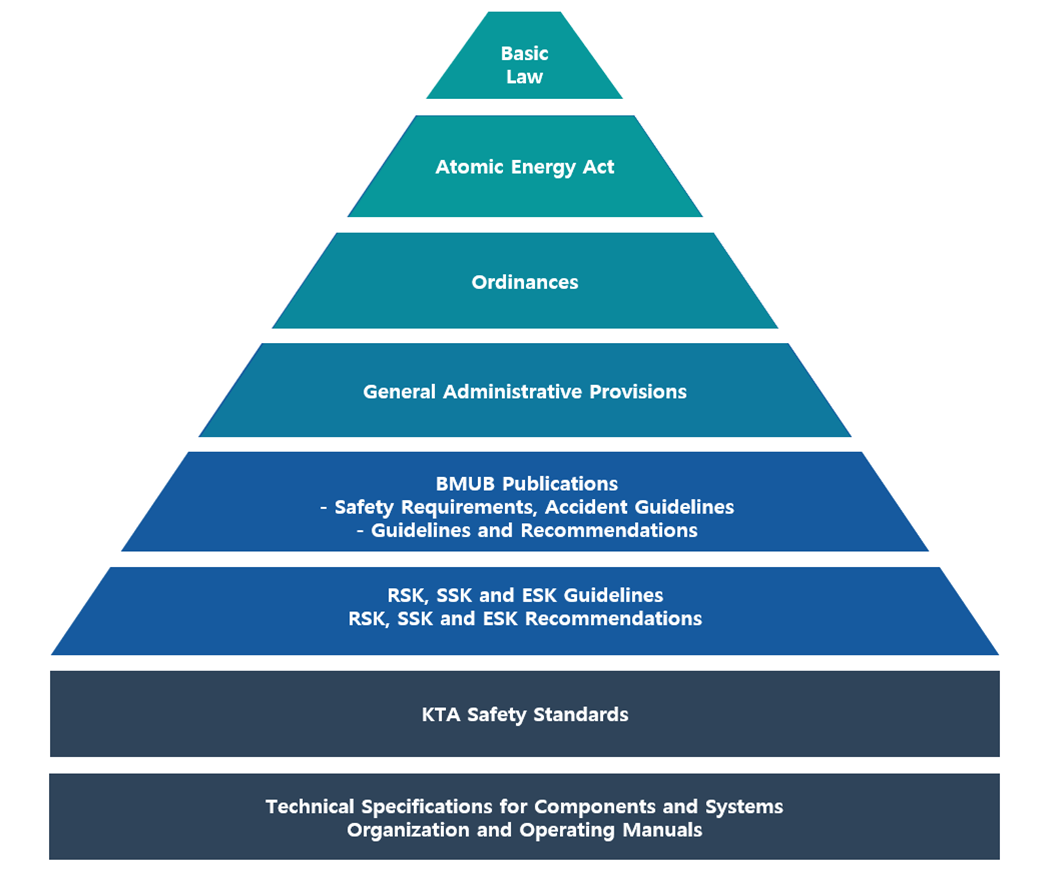 Basic
Law
Atomic Energy Act
Ordinances
General Administrative Provisions
BMUB Publications
- Safety Requirements, Accident Guidelines
- Guidelines and Recommendations
RSK, SSK and ESK Guidelines
RSK, SSK and ESK Recommendations
KTA Safety Standards
Technical Specifications for Components and Systems
Organization and Operating Manuals